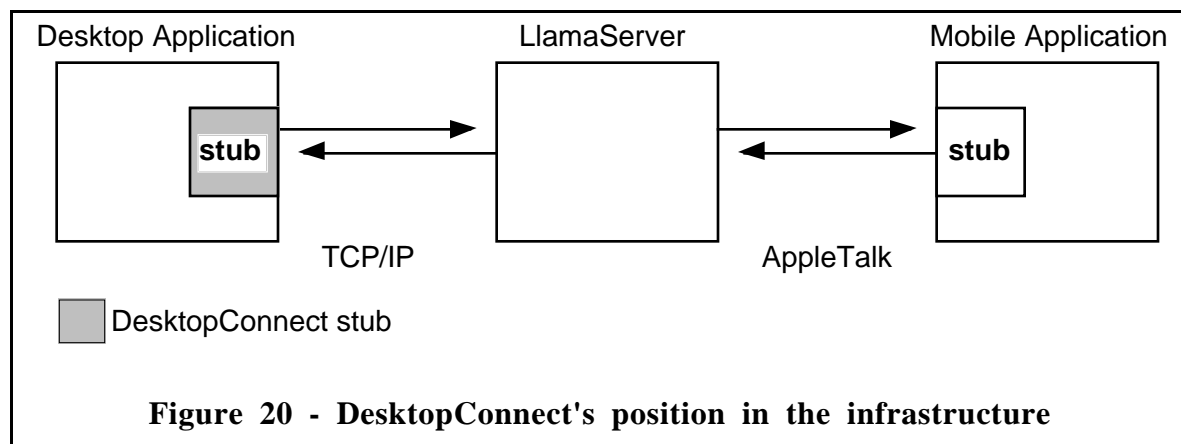 Desktop Application LlamaServer Mobile Application
stub stub
TCP/IP AppleTalk
DesktopConnect stub
Figure 20 - DesktopConnect's position in the infrastructure